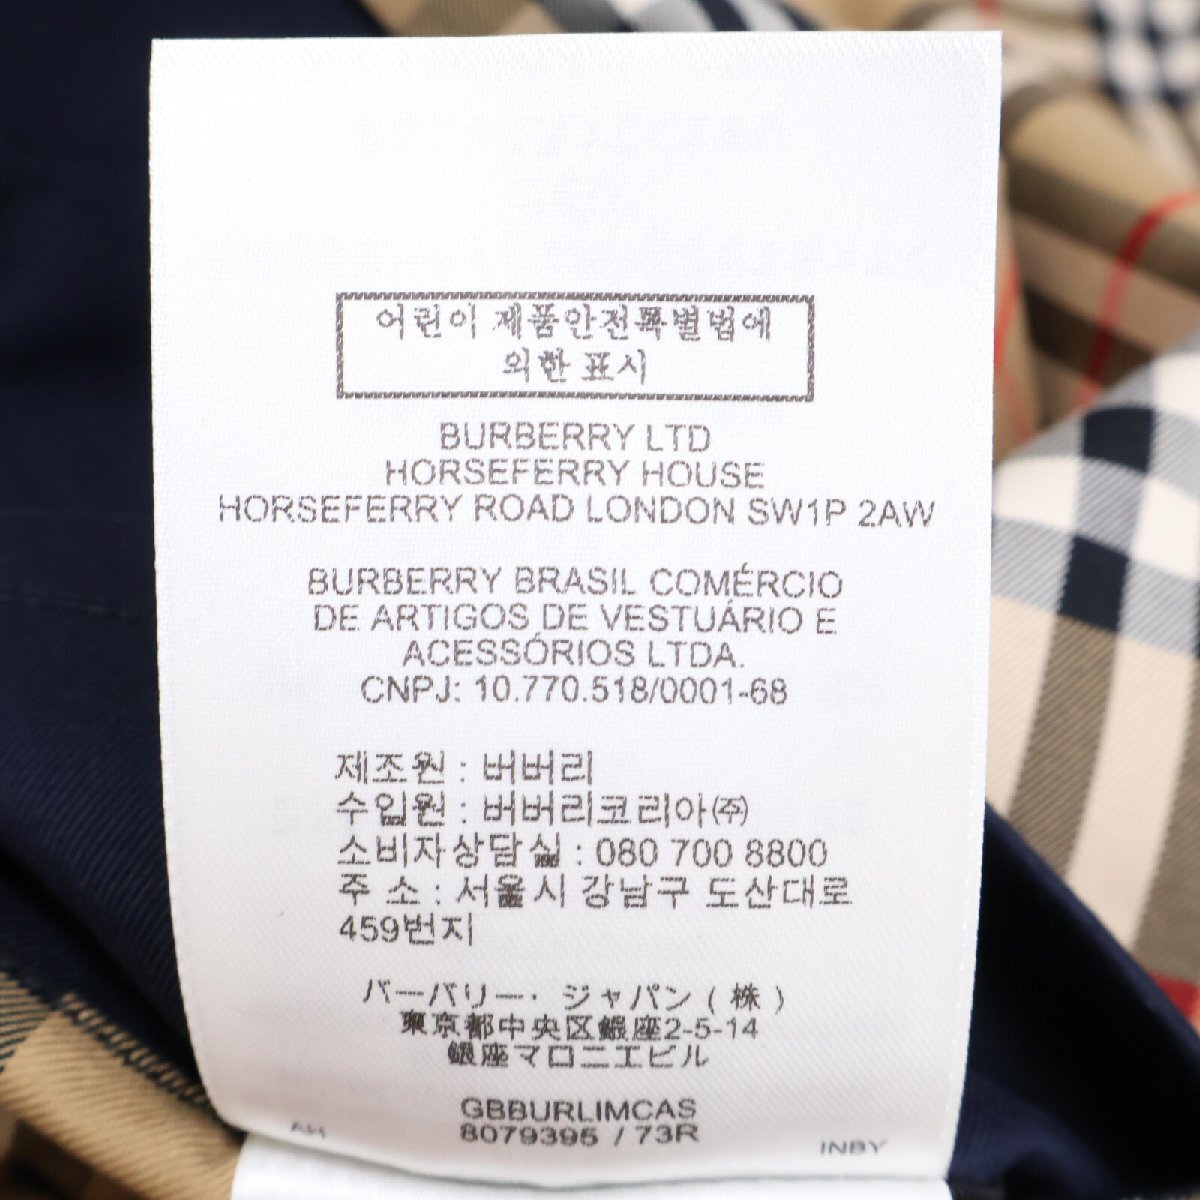 어린이 제품안전특별법에
의한 표시
BURBERRY LTD
HORSEFERRY HOUSE
HORSEFERRY ROAD LONDON SW1P 2AW
BURBERRY BRASIL COMÉRCIO
DE ARTIGOS DE VESTUÁRIO E
ACESSÓRIOS LTDA.
CNPJ: 10.770.518/0001-68
제조원 : 버버리
수입원 : 버버리코리아㈜
소비자상담실 : 080 700 8800
주 소 : 서울시 강남구 도산대로
459번지
バーバリー・ジャパン ( 株 )
東京都中央区銀座2-5-14
銀座マロニエビル
GBBURLIMCAS
8079395 / 73R
AH
INBY